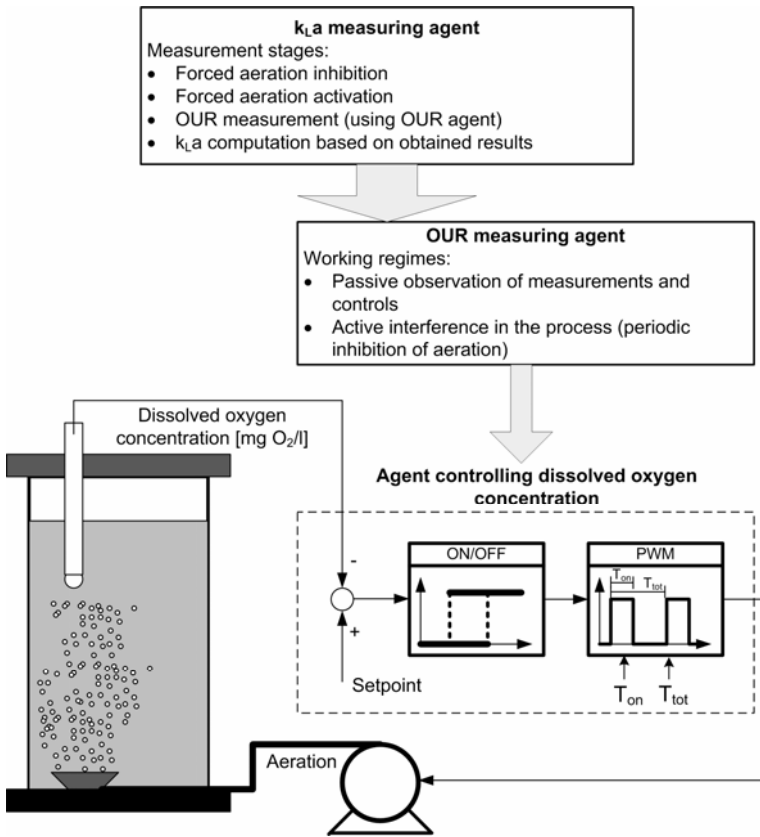 kLa measuring agent
Measurement stages:
• Forced aeration inhibition
• Forced aeration activation
• OUR measurement (using OUR agent)
• kLa computation based on obtained results
OUR measuring agent
Working regimes:
• Passive observation of measurements and
controls
• Active interference in the process (periodic
inhibition of aeration)
Dissolved oxygen
concentration [mg O2/l]
Agent controlling dissolved oxygen
concentration
ON/OFF
PWM
Ton
Ttot
-
+
Setpoint
Ton
Ttot
Aeration